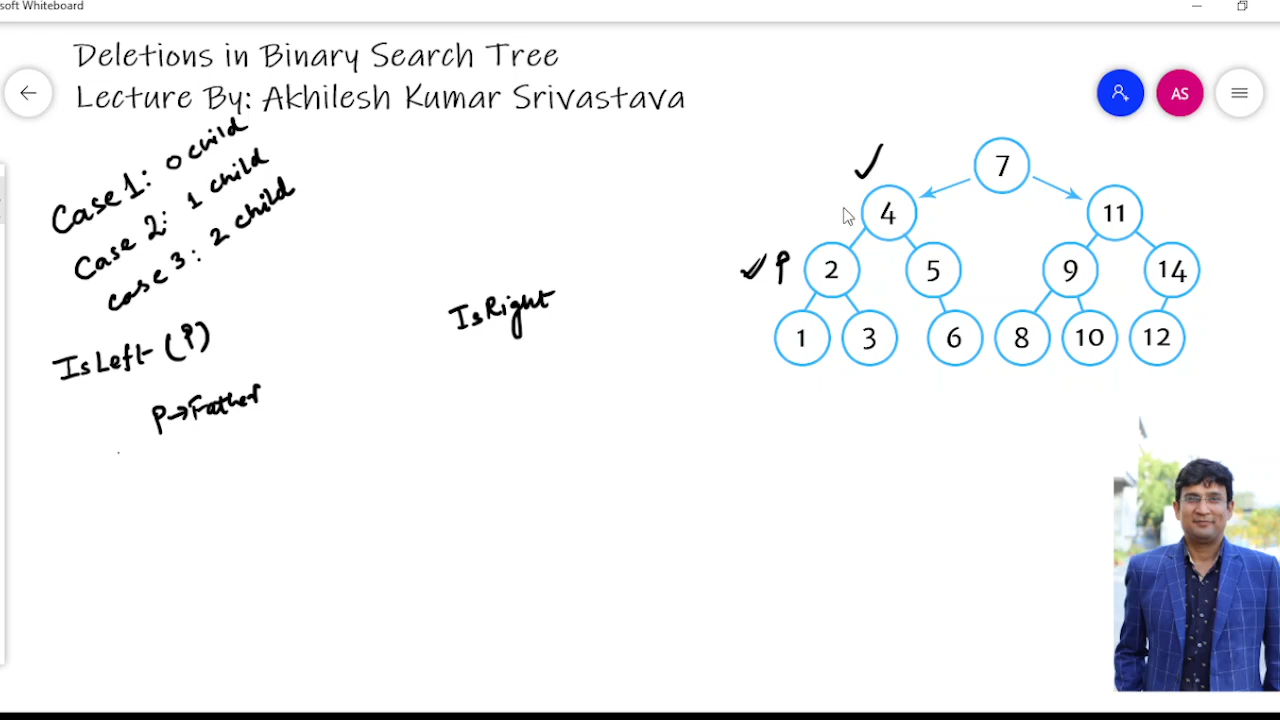 soft Whiteboard
Deletions in Binary Search Tree
Lecture By: Akhilesh Kumar Srivastava
AS
Case 1: 0 child
Case 2: 1 child
case 3: 2 child
IsLeft (P)
P→Father
IsRight
7
4 11
P 2 5 9 14
1 3 6 8 10 12